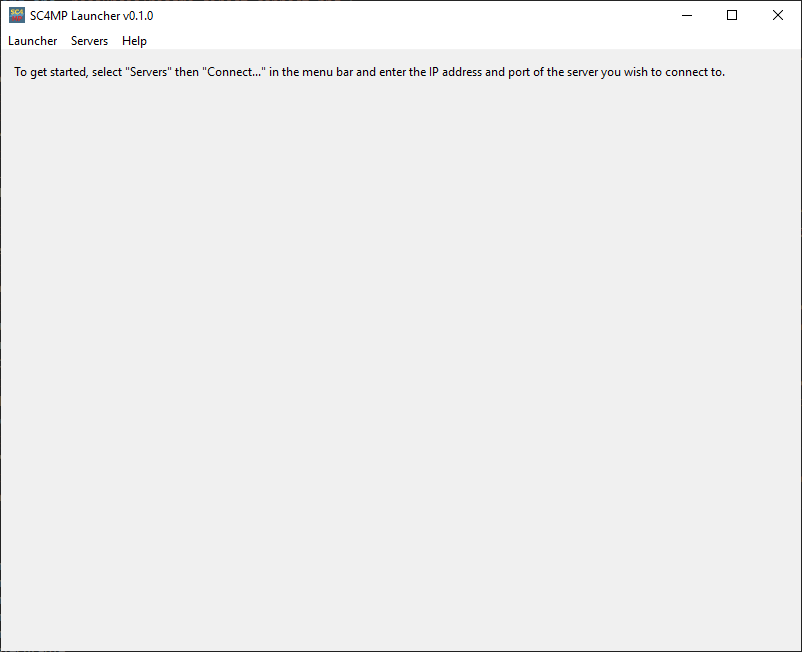 SC4MP Launcher v0.1.0
Launcher Servers Help
To get started, select "Servers" then "Connect..." in the menu bar and enter the IP address and port of the server you wish to connect to.